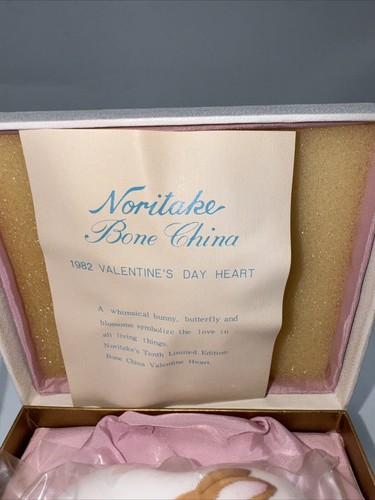 Noritake
Bone China
1982 VALENTINE'S DAY HEART
A whimsical bunny, butterfly and
blossoms symbolize the love in
all living things.
Noritake's Tenth Limited Edition
Bone China Valentine Heart.